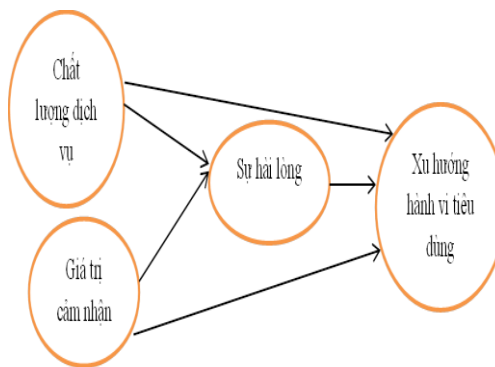 Chất
lượng dịch
vụ
Sự hài lòng
Xu hướng
hành vi tiêu
dùng
Giá trị
cảm nhận